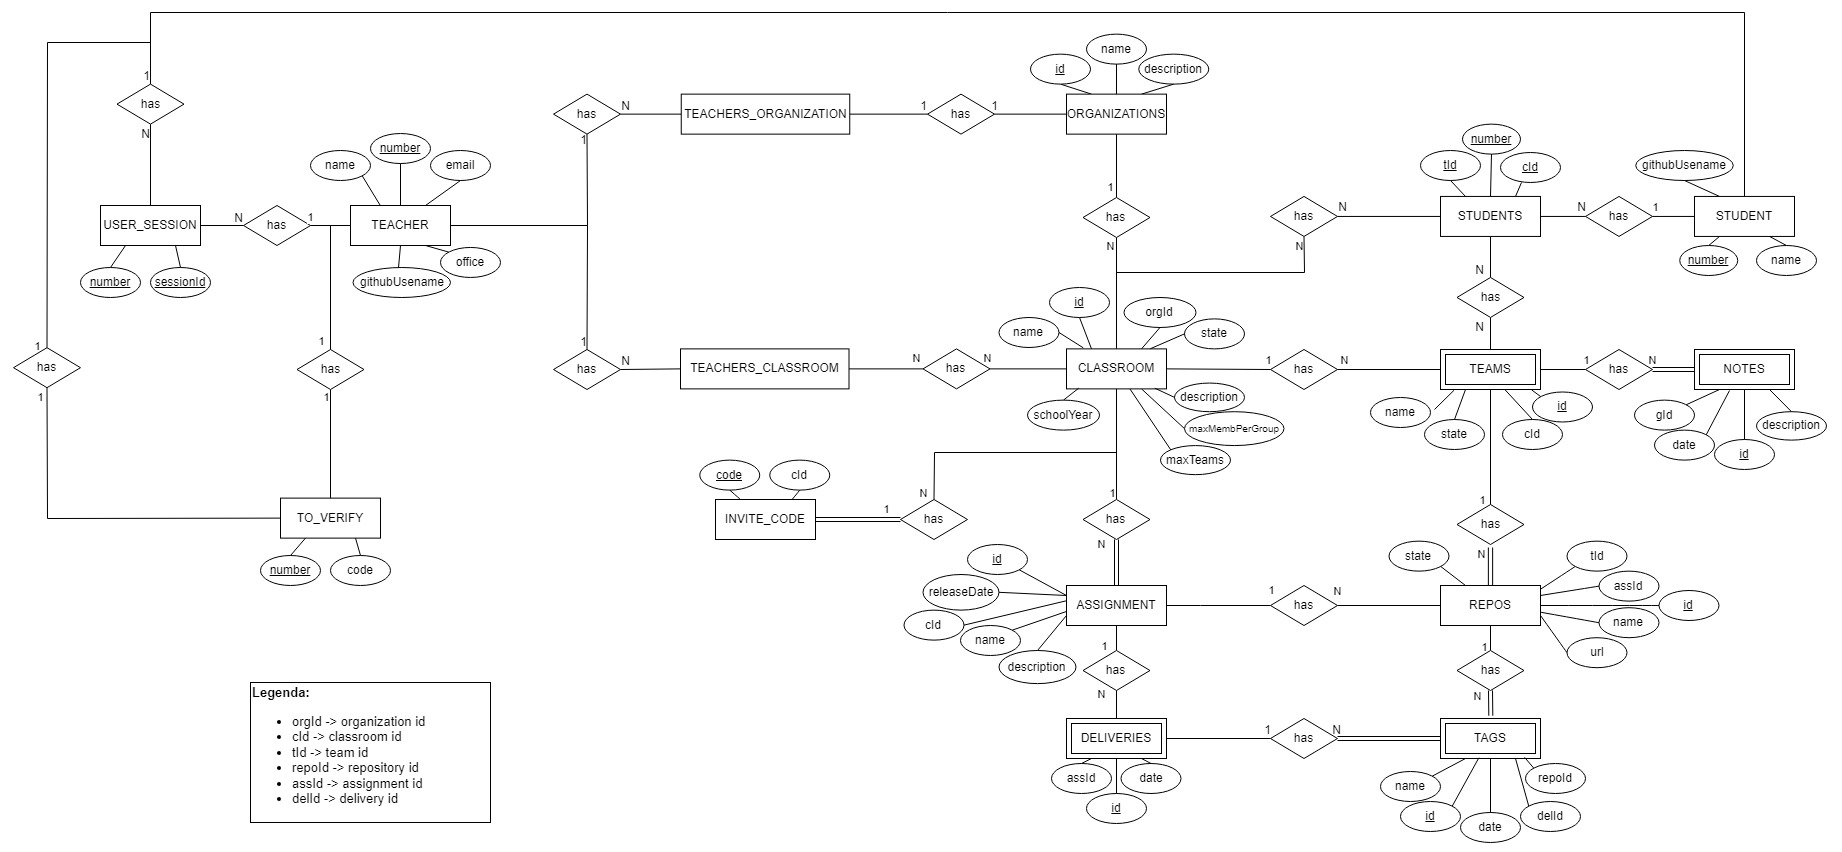 name
id
description
1
has
N
has
N
TEACHERS_ORGANIZATION
1
has
1
ORGANIZATIONS
1
number
name
email
number
tId
cId
githubUsename
1
has
N
has
N
N
STUDENTS
N
has
1
STUDENT
USER_SESSION
N
has
1
TEACHER
number
sessionId
githubUsename
office
number
name
N
has
N
id
orgId
name
state
1
has
1
1
has
1
1
has
N
TEACHERS_CLASSROOM
N
has
N
CLASSROOM
1
has
N
TEAMS
1
has
N
NOTES
schoolYear
description
maxMembPerGroup
maxTeams
name
state
cId
id
gId
date
id
description
code
cId
N
INVITE_CODE
1
has
1
has
N
1
has
N
TO_VERIFY
number
code
id
releaseDate
cId
name
description
ASSIGNMENT
1
has
N
REPOS
state
tId
assId
id
name
url
1
has
N
1
has
N
DELIVERIES
1
has
N
TAGS
assId
id
date
name
id
date
delId
repoId
Legenda:
• orgId -> organization id
• cId -> classroom id
• tId -> team id
• repoId -> repository id
• assId -> assignment id
• delId -> delivery id